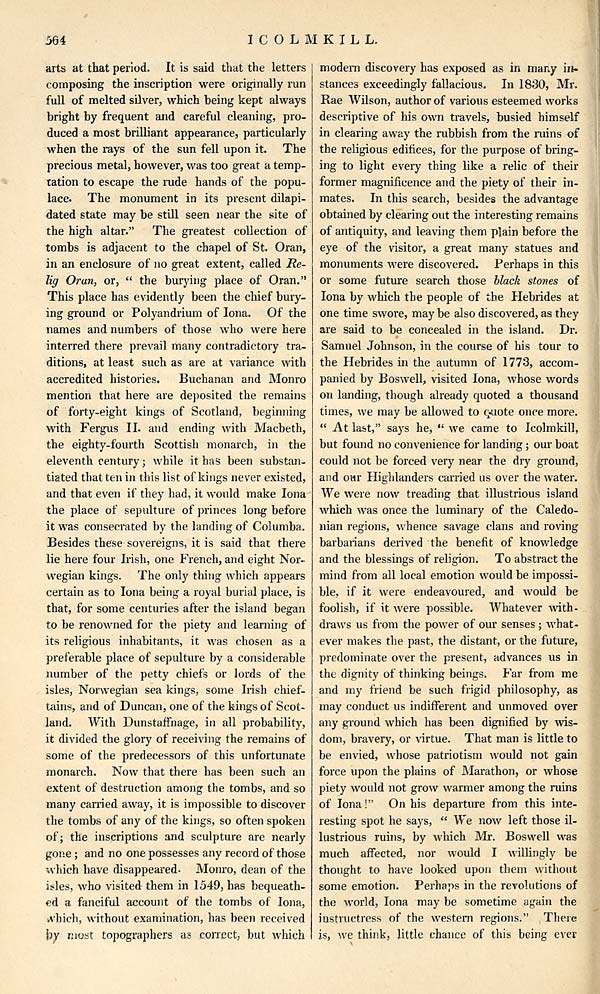 564
ICOLMKILL.
arts at that period. It is said that the letters
composing the inscription were originally run
full of melted silver, which being kept always
bright by frequent and careful cleaning, pro-
duced a most brilliant appearance, particularly
when the rays of the sun fell upon it. The
precious metal, however, was too great a temp-
tation to escape the rude hands of the popu-
lace. The monument in its present dilapi-
dated state may be still seen near the site of
the high altar." The greatest collection of
tombs is adjacent to the chapel of St. Oran,
in an enclosure of no great extent, called Re-
lig Oran, or, " the burying place of Oran."
This place has evidently been the chief bury-
ing ground or Polyandrium of Iona. Of the
names and numbers of those who were here
interred there prevail many contradictory tra-
ditions, at least such as are at variance with
accredited histories. Buchanan and Monro
mention that here are deposited the remains
of forty-eight kings of Scotland, beginning
with Fergus II. and ending with Macbeth,
the eighty-fourth Scottish monarch, in the
eleventh century; while it has been substan-
tiated that ten in this list of kings never existed,
and that even if they had, it would make Iona
the place of sepulture of princes long before
it was consecrated by the landing of Columba.
Besides these sovereigns, it is said that there
lie here four Irish, one French, and eight Nor-
wegian kings. The only thing which appears
certain as to Iona being a royal burial place, is
that, for some centuries after the island began
to be renowned for the piety and learning of
its religious inhabitants, it was chosen as a
preferable place of sepulture by a considerable
number of the petty chiefs or lords of the
isles, Norwegian sea kings, some Irish chief-
tains, and of Duncan, one of the kings of Scot-
land. With Dunstaffnage, in all probability,
it divided the glory of receiving the remains of
some of the predecessors of this unfortunate
monarch. Now that there has been such an
extent of destruction among the tombs, and so
many carried away, it is impossible to discover
the tombs of any of the kings, so often spoken
of; the inscriptions and sculpture are nearly
gone; and no one possesses any record of those
which have disappeared. Monro, dean of the
isles, who visited them in 1549, has bequeath-
ed a fanciful account of the tombs of Iona,
which, without examination, has been received
by most topographers as correct, but which
modern discovery has exposed as in many in-
stances exceedingly fallacious. In 1830, Mr.
Rae Wilson, author of various esteemed works
descriptive of his own travels, busied himself
in clearing away the rubbish from the ruins of
the religious edifices, for the purpose of bring-
ing to light every thing like a relic of their
former magnificence and the piety of their in-
mates. In this search, besides the advantage
obtained by clearing out the interesting remains
of antiquity, and leaving them plain before the
eye of the visitor, a great many statues and
monuments were discovered. Perhaps in this
or some future search those black stones of
Iona by which the people of the Hebrides at
one time swore, may be also discovered, as they
are said to be concealed in the island. Dr.
Samuel Johnson, in the course of his tour to
the Hebrides in the autumn of 1773, accom-
panied by Boswell, visited Iona, whose words
on landing, though already quoted a thousand
times, we may be allowed to quote once more.
" At last," says he, " we came to Icolmkill,
but found no convenience for landing; our boat
could not be forced very near the dry ground,
and our Highlanders carried us over the water.
We were now treading that illustrious island
which was once the luminary of the Caledo-
nian regions, whence savage clans and roving
barbarians derived the benefit of knowledge
and the blessings of religion. To abstract the
mind from all local emotion would be impossi-
ble, if it were endeavoured, and would be
foolish, if it were possible. Whatever with-
draws us from the power of our senses; what-
ever makes the past, the distant, or the future,
predominate over the present, advances us in
the dignity of thinking beings. Far from me
and my friend be such frigid philosophy, as
may conduct us indifferent and unmoved over
any ground which has been dignified by wis-
dom, bravery, or virtue. That man is little to
be envied, whose patriotism would not gain
force upon the plains of Marathon, or whose
piety would not grow warmer among the ruins
of Iona!" On his departure from this inte-
resting spot he says, " We now left those il-
lustrious ruins, by which Mr. Boswell was
much affected, nor would I willingly be
thought to have looked upon them without
some emotion. Perhaps in the revolutions of
the world, Iona may be sometime again the
instructress of the western regions." There
is, we think, little chance of this being ever